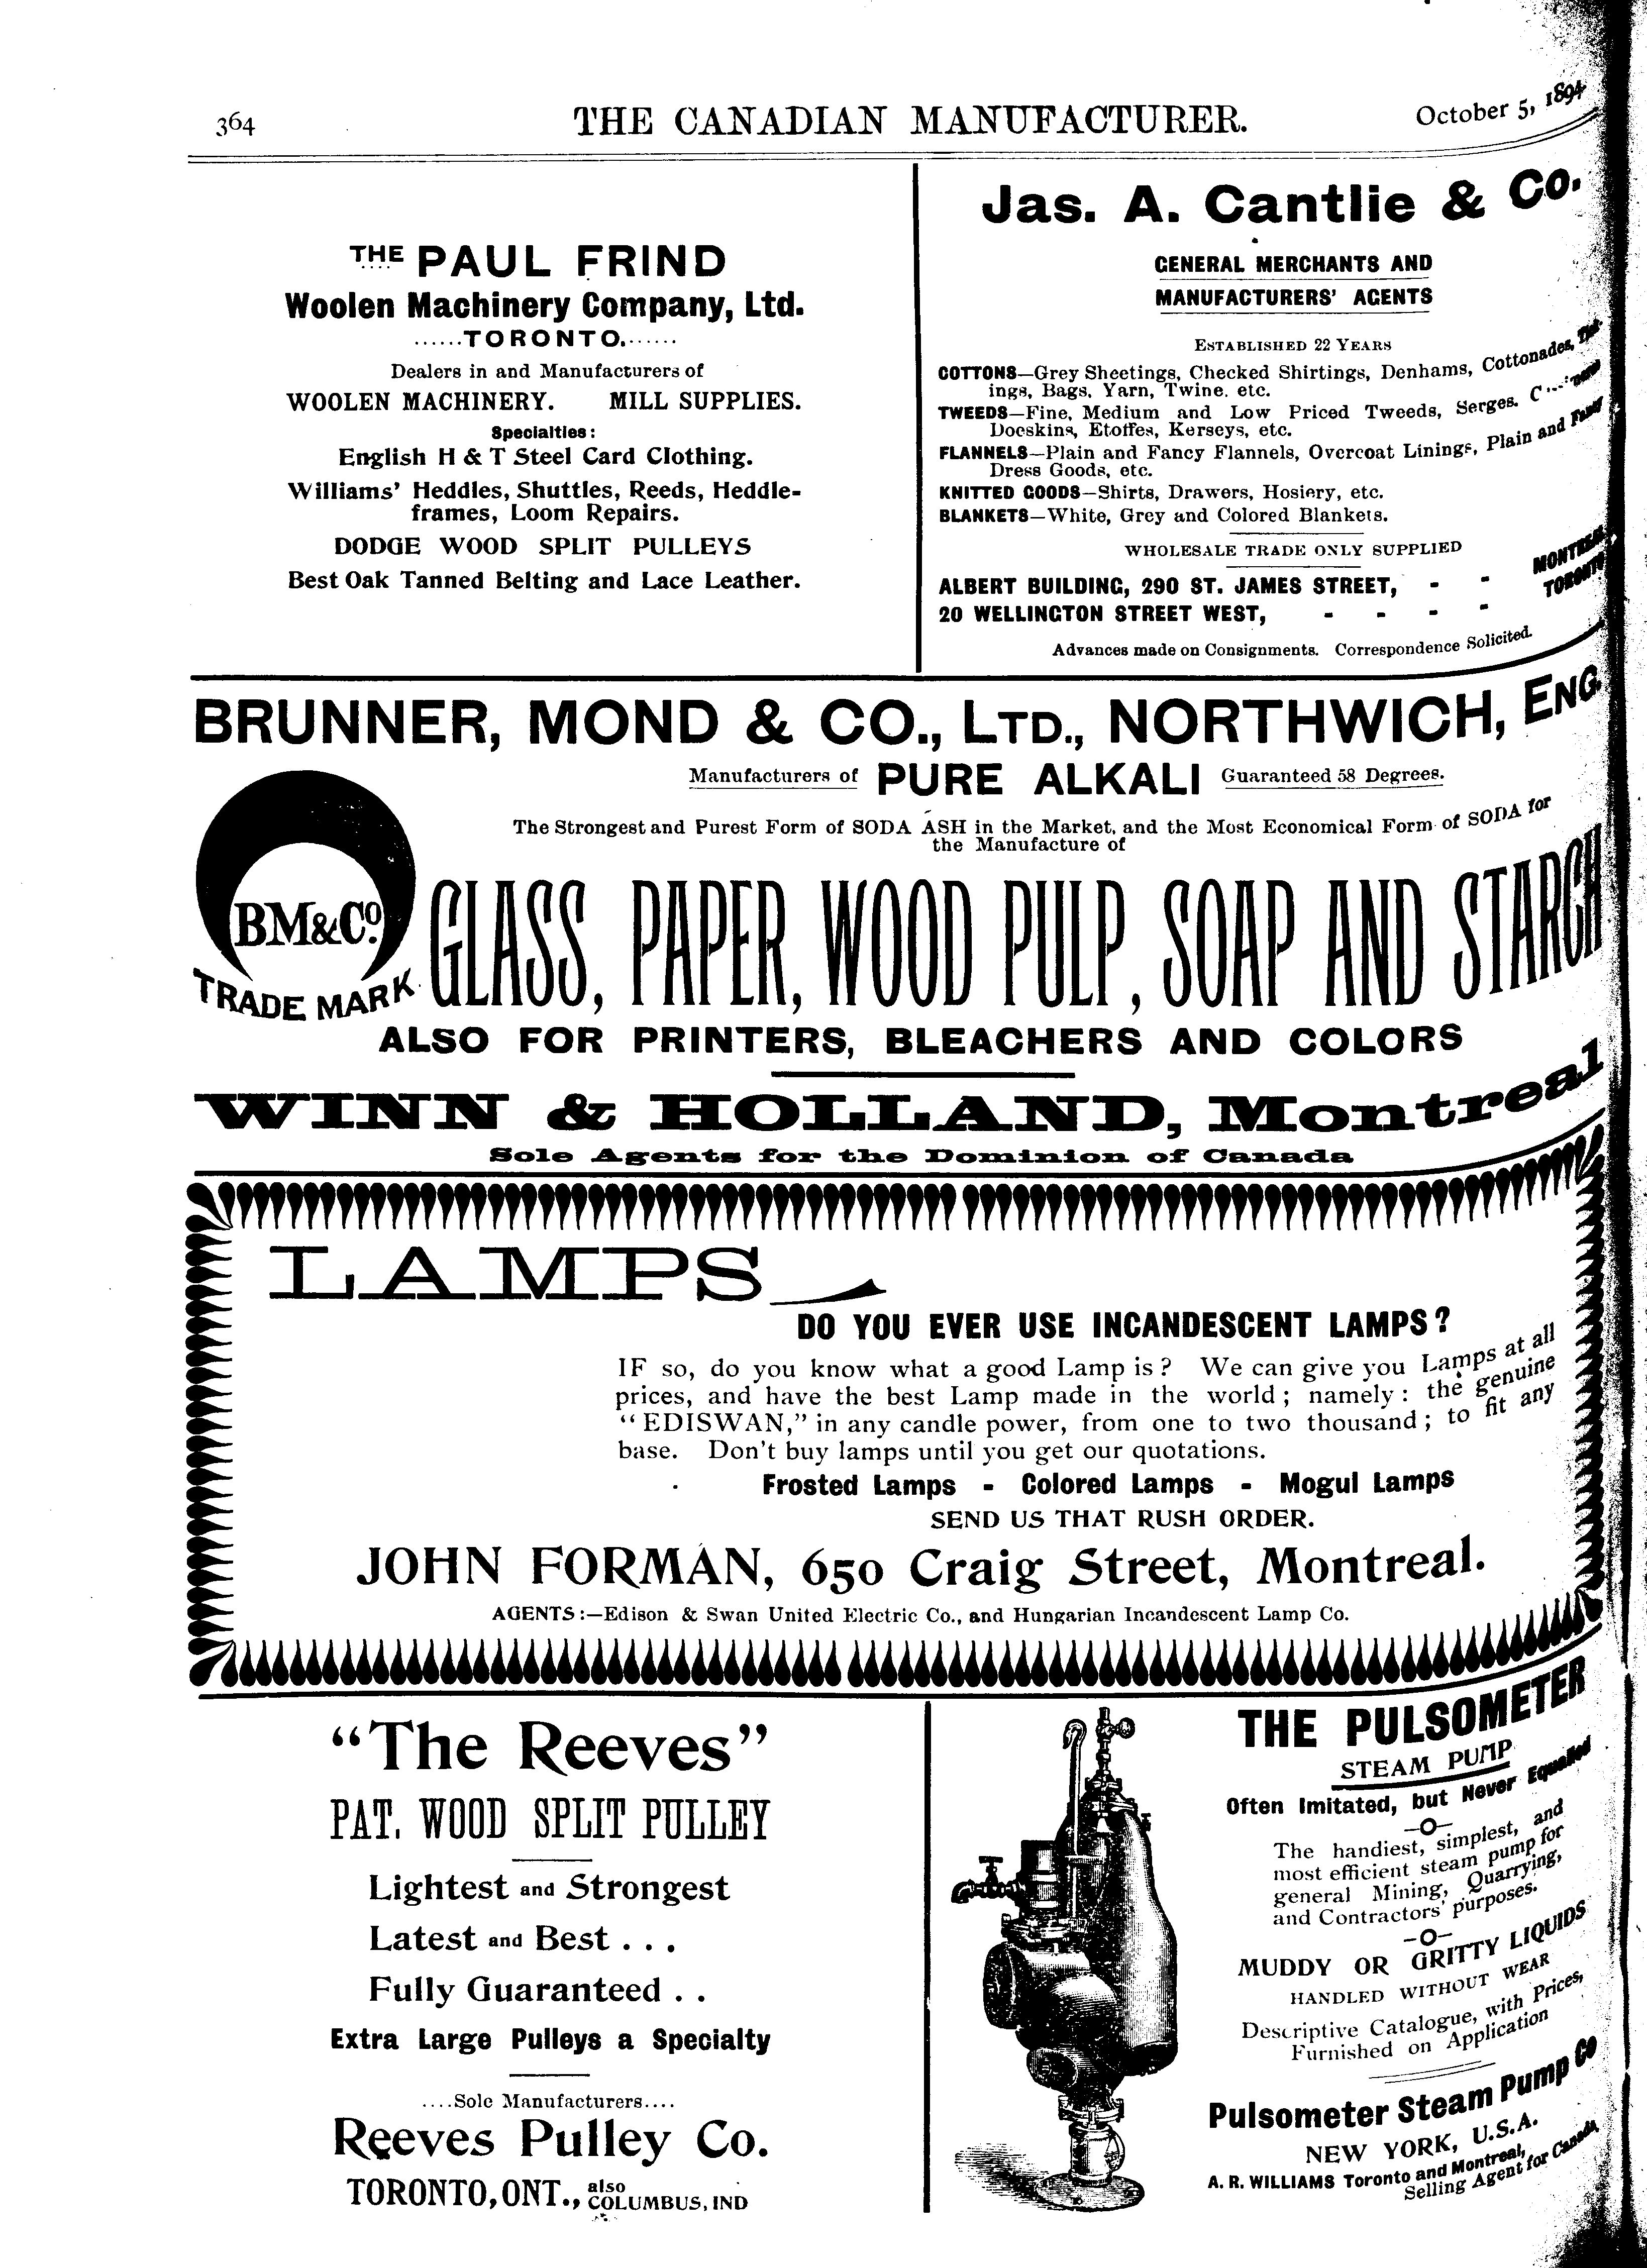 364
THE CANADIAN MANUFACTURER.
October 5, 1894
THE PAUL FRIND
Woolen Machinery Company, Ltd.
......TORONTO.......
Dealers in and Manufacturers of
WOOLEN MACHINERY. MILL SUPPLIES.
Specialties:
English H & T Steel Card Clothing.
Williams' Heddles, Shuttles, Reeds, Heddle-
frames, Loom Repairs.
DODGE WOOD SPLIT PULLEYS
Best Oak Tanned Belting and Lace Leather.
Jas. A. Cantlie & Co.
GENERAL MERCHANTS AND
MANUFACTURERS' AGENTS
ESTABLISHED 22 YEARS
COTTONS—Grey Sheetings, Checked Shirtings, Denhams, Cottonades,
ings, Bags, Yarn, Twine. etc.
TWEEDS—Fine, Medium and Low Priced Tweeds, Serges.
Doeskins, Etoffes, Kerseys, etc.
FLANNELS—Plain and Fancy Flannels, Overcoat Linings, Plain and Fancy
Dress Goods, etc.
KNITTED GOODS—Shirts, Drawers, Hosiery, etc.
BLANKETS—White, Grey and Colored Blankets.
WHOLESALE TRADE ONLY SUPPLIED
ALBERT BUILDING, 290 ST. JAMES STREET, - - MONTREAL
20 WELLINGTON STREET WEST, - - - - TORONTO
Advances made on Consignments. Correspondence Solicited.
BRUNNER, MOND & CO., LTD., NORTHWICH, ENG.
Manufacturers of PURE ALKALI Guaranteed 58 Degrees.
The Strongest and Purest Form of SODA ASH in the Market, and the Most Economical Form of SODA for
the Manufacture of
BM&Co.
TRADE MARK
GLASS, PAPER, WOOD PULP, SOAP AND STARCH
ALSO FOR PRINTERS, BLEACHERS AND COLORS
WINN & HOLLAND, Montreal
Sole Agents for the Dominion of Canada
LAMPS
DO YOU EVER USE INCANDESCENT LAMPS?
IF so, do you know what a good Lamp is? We can give you Lamps at all
prices, and have the best Lamp made in the world; namely: the genuine
"EDISWAN," in any candle power, from one to two thousand; to fit any
base. Don't buy lamps until you get our quotations.
Frosted Lamps - Colored Lamps - Mogul Lamps
SEND US THAT RUSH ORDER.
JOHN FORMAN, 650 Craig Street, Montreal.
AGENTS:—Edison & Swan United Electric Co., and Hungarian Incandescent Lamp Co.
"The Reeves"
PAT. WOOD SPLIT PULLEY
Lightest and Strongest
Latest and Best . . .
Fully Guaranteed . .
Extra Large Pulleys a Specialty
....Sole Manufacturers....
Reeves Pulley Co.
TORONTO, ONT., also COLUMBUS, IND
THE PULSOMETER
STEAM PUMP
Often Imitated, but Never Equalled
—O—
The handiest, simplest, and
most efficient steam pump for
general Mining, Quarrying,
and Contractors' purposes.
—O—
MUDDY OR GRITTY LIQUIDS
HANDLED WITHOUT WEAR
Descriptive Catalogue, with Prices,
Furnished on Application
Pulsometer Steam Pump Co
NEW YORK, U.S.A.
A. R. WILLIAMS Toronto and Montreal,
Selling Agent for Canada,